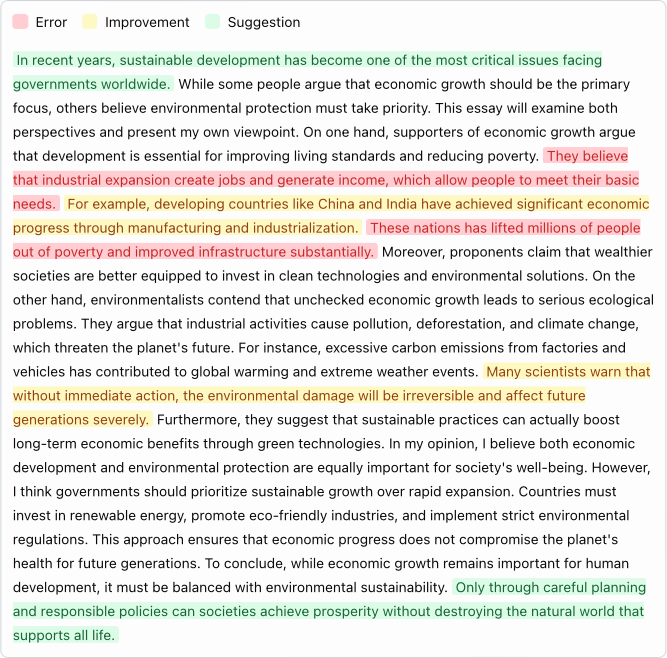 Error Improvement Suggestion
In recent years, sustainable development has become one of the most critical issues facing
governments worldwide. While some people argue that economic growth should be the primary
focus, others believe environmental protection must take priority. This essay will examine both
perspectives and present my own viewpoint. On one hand, supporters of economic growth argue
that development is essential for improving living standards and reducing poverty. They believe
that industrial expansion create jobs and generate income, which allow people to meet their basic
needs. For example, developing countries like China and India have achieved significant economic
progress through manufacturing and industrialization. These nations has lifted millions of people
out of poverty and improved infrastructure substantially. Moreover, proponents claim that wealthier
societies are better equipped to invest in clean technologies and environmental solutions. On the
other hand, environmentalists contend that unchecked economic growth leads to serious ecological
problems. They argue that industrial activities cause pollution, deforestation, and climate change,
which threaten the planet's future. For instance, excessive carbon emissions from factories and
vehicles has contributed to global warming and extreme weather events. Many scientists warn that
without immediate action, the environmental damage will be irreversible and affect future
generations severely. Furthermore, they suggest that sustainable practices can actually boost
long-term economic benefits through green technologies. In my opinion, I believe both economic
development and environmental protection are equally important for society's well-being. However,
I think governments should prioritize sustainable growth over rapid expansion. Countries must
invest in renewable energy, promote eco-friendly industries, and implement strict environmental
regulations. This approach ensures that economic progress does not compromise the planet's
health for future generations. To conclude, while economic growth remains important for human
development, it must be balanced with environmental sustainability. Only through careful planning
and responsible policies can societies achieve prosperity without destroying the natural world that
supports all life.